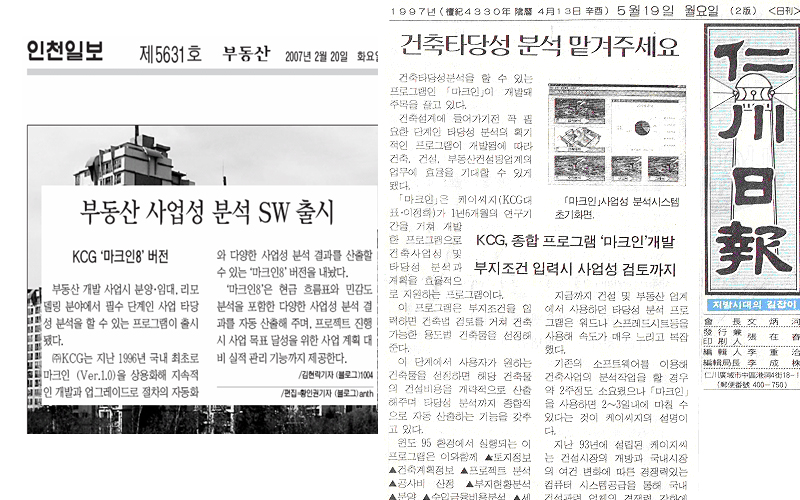 인천일보 제5631호 부동산 2007년 2월 20일 화요일
부동산 사업성 분석 SW 출시
KCG '마크인8' 버전
부동산 개발 사업시 분양·임대, 리모
델링 분야에서 필수 단계인 사업 타당
성 분석을 할 수 있는 프로그램이 출시
됐다.
㈜KCG는 지난 1996년 국내 최초로
마크인 (Ver.1.0)을 상용화해 지속적
인 개발과 업그레이드로 절차의 자동화
와 다양한 사업성 분석 결과를 산출할
수 있는 '마크인8' 버전을 내놨다.
'마크인8'은 현금 흐름표와 민감도
분석을 포함한 다양한 사업성 분석 결
과를 자동 산출해 주며, 프로젝트 진행
시 사업 목표 달성을 위한 사업 계획 대
비 실적 관리 기능까지 제공한다.
/김현락기자 (블로그)1004
/편집=황인권기자 (블로그)anth
1997년 (檀紀4330年 陰曆 4月13日 辛酉) 5월19일 월요일 (2版) <日刊>
건축타당성 분석 맡겨주세요
건축타당성분석을 할 수 있는
프로그램인 「마크인」이 개발돼
주목을 끌고 있다.
건축설계에 들어가기전 꼭 필
요한 단계인 타당성 분석의 획기
적인 프로그램이 개발됨에 따라
건축, 건설, 부동산컨설팅업계의
업무에 효율을 기대할 수 있게
됐다.
「마크인」은 케이씨지(KCG대
표·이정희)가 1년6개월의 연구기
간을 거쳐 개발
한 프로그램으로
건축사업성 및
타당성 분석과
계획을 효율적으
로 지원하는 프로그램이다.
이 프로그램은 부지조건을 입
력하면 건축법 검토를 거쳐 건축
가능한 용도별 건축물을 선정해
준다.
이 단계에서 사용자가 원하는
건축물을 선정하면 해당 건축물
의 건설비용을 개략적으로 산출
해주며 타당성 분석까지 종합적
으로 자동 산출하는 기능을 갖추
고 있다.
윈도 95 환경에서 실행되는 이
프로그램은 이와함께 ▲토지정보
▲건축계획정보 ▲프로젝트 분석
▲공사비 산정 ▲부지현황분석
▲분양 ▲수입금융비용분석 ▲세
「마크인」사업성 분석시스템
초기화면.
KCG, 종합 프로그램 '마크인'개발
부지조건 입력시 사업성 검토까지
지금까지 건설 및 부동산 업계
에서 사용하던 타당성 분석 프로
그램은 워드나 스프레드시트등을
사용해 속도가 매우 느리고 복잡
했다.
기존의 소프트웨어를 이용해
건축사업의 분석작업을 할 경우
약 2주정도 소요됐으나 「마크인」
을 사용하면 2~3일내에 마칠 수
있다는 것이 케이씨지의 설명이
다.
지난 93년에 설립된 케이씨지
는 건설시장의 개방과 국내시장
의 여건 변화에 따른 경쟁력있는
컴퓨터 시스템공급을 통해 국내
仁川日報
지방시대의 길잡이
會長 文炳河
發行兼印刷人 張在春
編輯人 李重治
編輯局長 李成
仁川廣域市中區港洞4街18-1
(郵便番號 400-750)